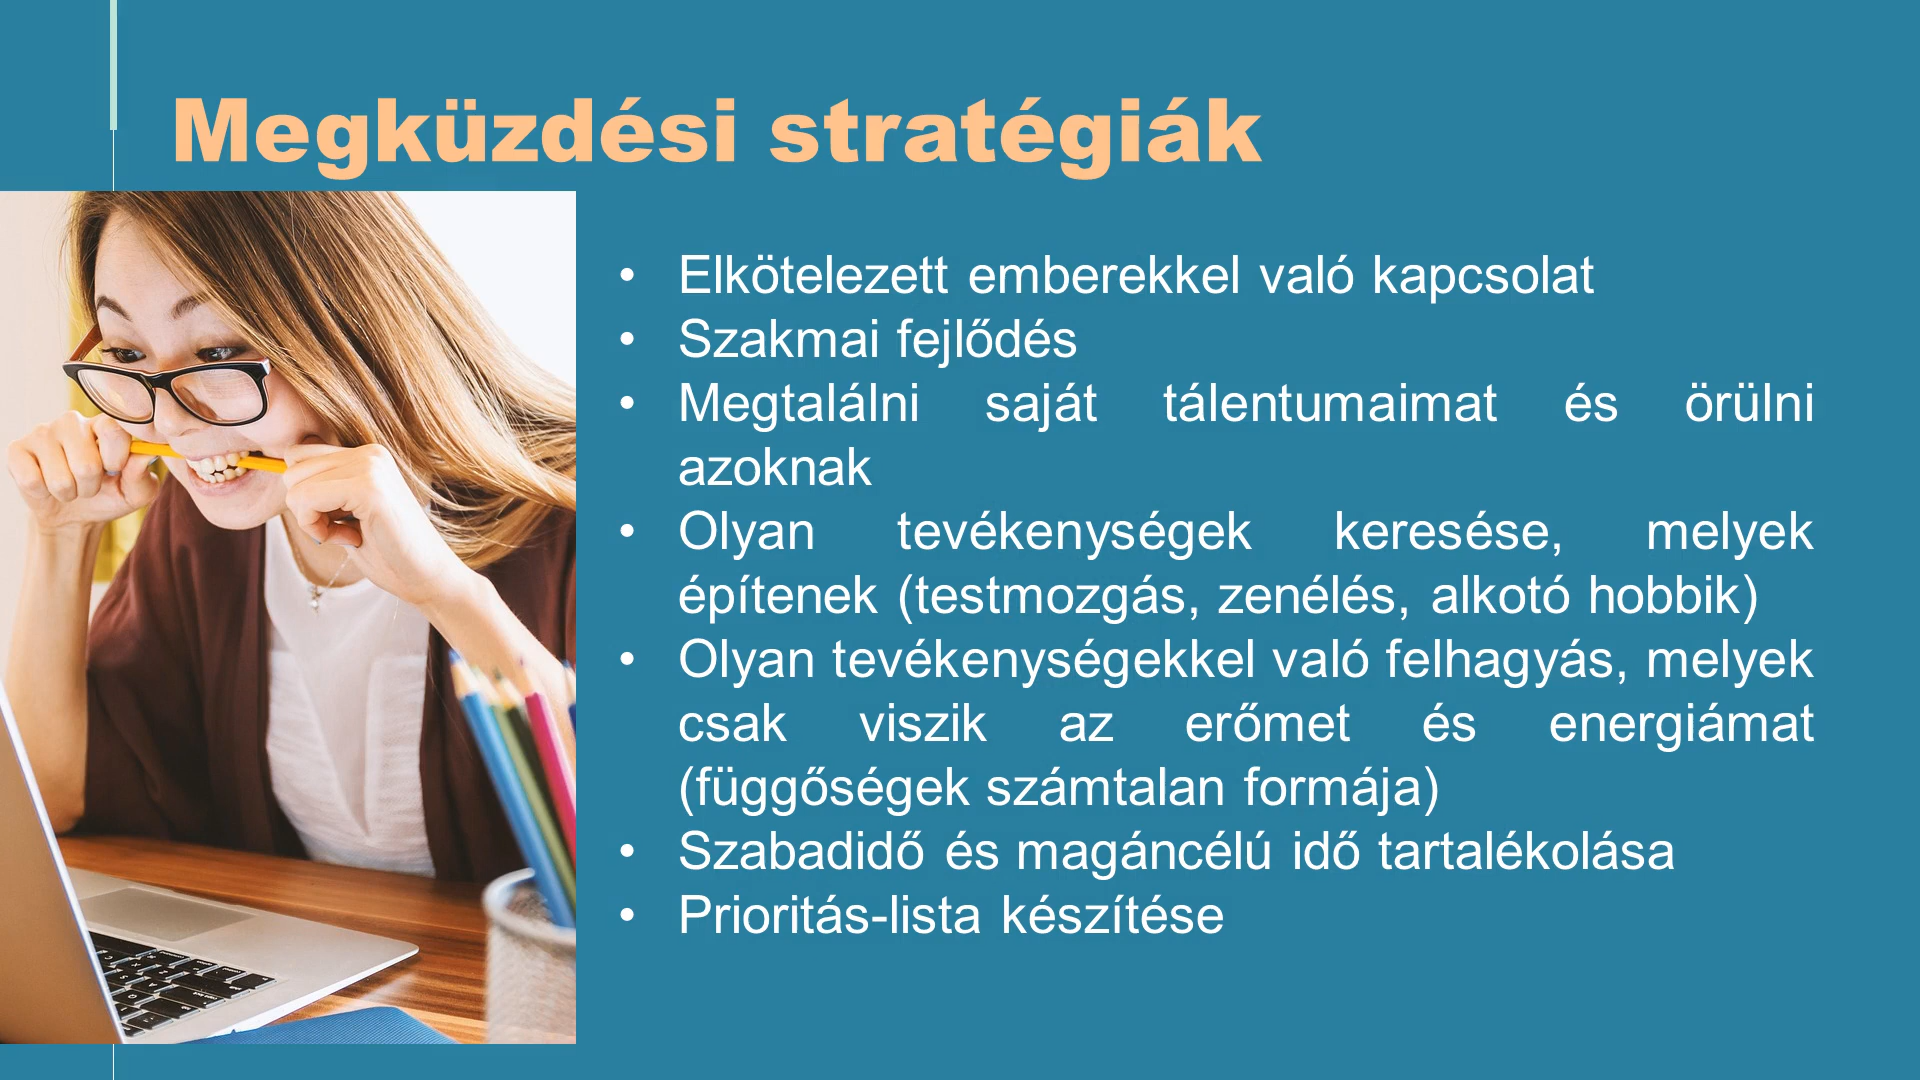 Megküzdési stratégiák
• Elkötelezett emberekkel való kapcsolat
• Szakmai fejlődés
• Megtalálni saját tálentumaimat és örülni
azoknak
• Olyan tevékenységek keresése, melyek
építenek (testmozgás, zenélés, alkotó hobbik)
• Olyan tevékenységekkel való felhagyás, melyek
csak viszik az erőmet és energiámat
(függőségek számtalan formája)
• Szabadidő és magáncélú idő tartalékolása
• Prioritás-lista készítése